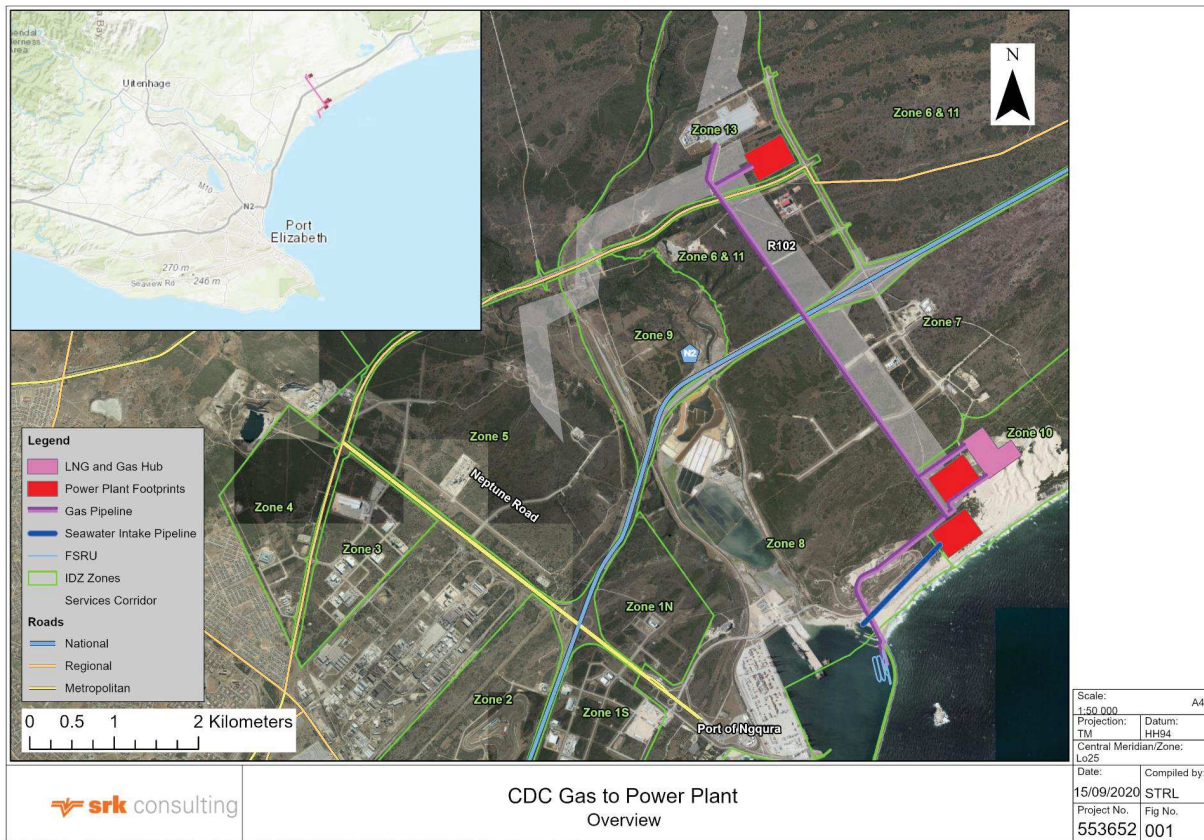 Uitenhage
M10
N2
Port
Elizabeth
270 m
246 m
Seaview Rd
N
Zone 6 & 11
Zone 13
R102
Zone 6 & 11
Zone 9
N2
Zone 7
Zone 10
Zone 5
Neptune Road
Zone 4
Zone 3
Zone 8
Zone 1N
Zone 2
Zone 1S
Port of Ngqura
Legend
LNG and Gas Hub
Power Plant Footprints
Gas Pipeline
Seawater Intake Pipeline
FSRU
IDZ Zones
Services Corridor
Roads
National
Regional
Metropolitan
0 0.5 1 2 Kilometers
srk consulting
CDC Gas to Power Plant
Overview
Scale: A4
1:50 000
Projection: Datum:
TM HH94
Central Meridian/Zone:
Lo25
Date: Compiled by:
15/09/2020 STRL
Project No. Fig No.
553652 001